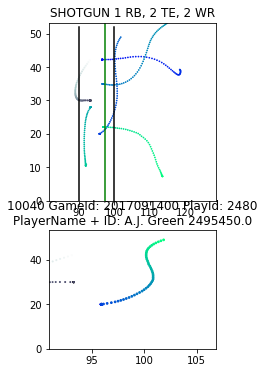 SHOTGUN 1 RB, 2 TE, 2 WR
50
40
30
20
10
0
90 100 110 120
10040 GameId: 2017091400 PlayId: 2480
PlayerName + ID: A.J. Green 2495450.0
40
20
0
95 100 105